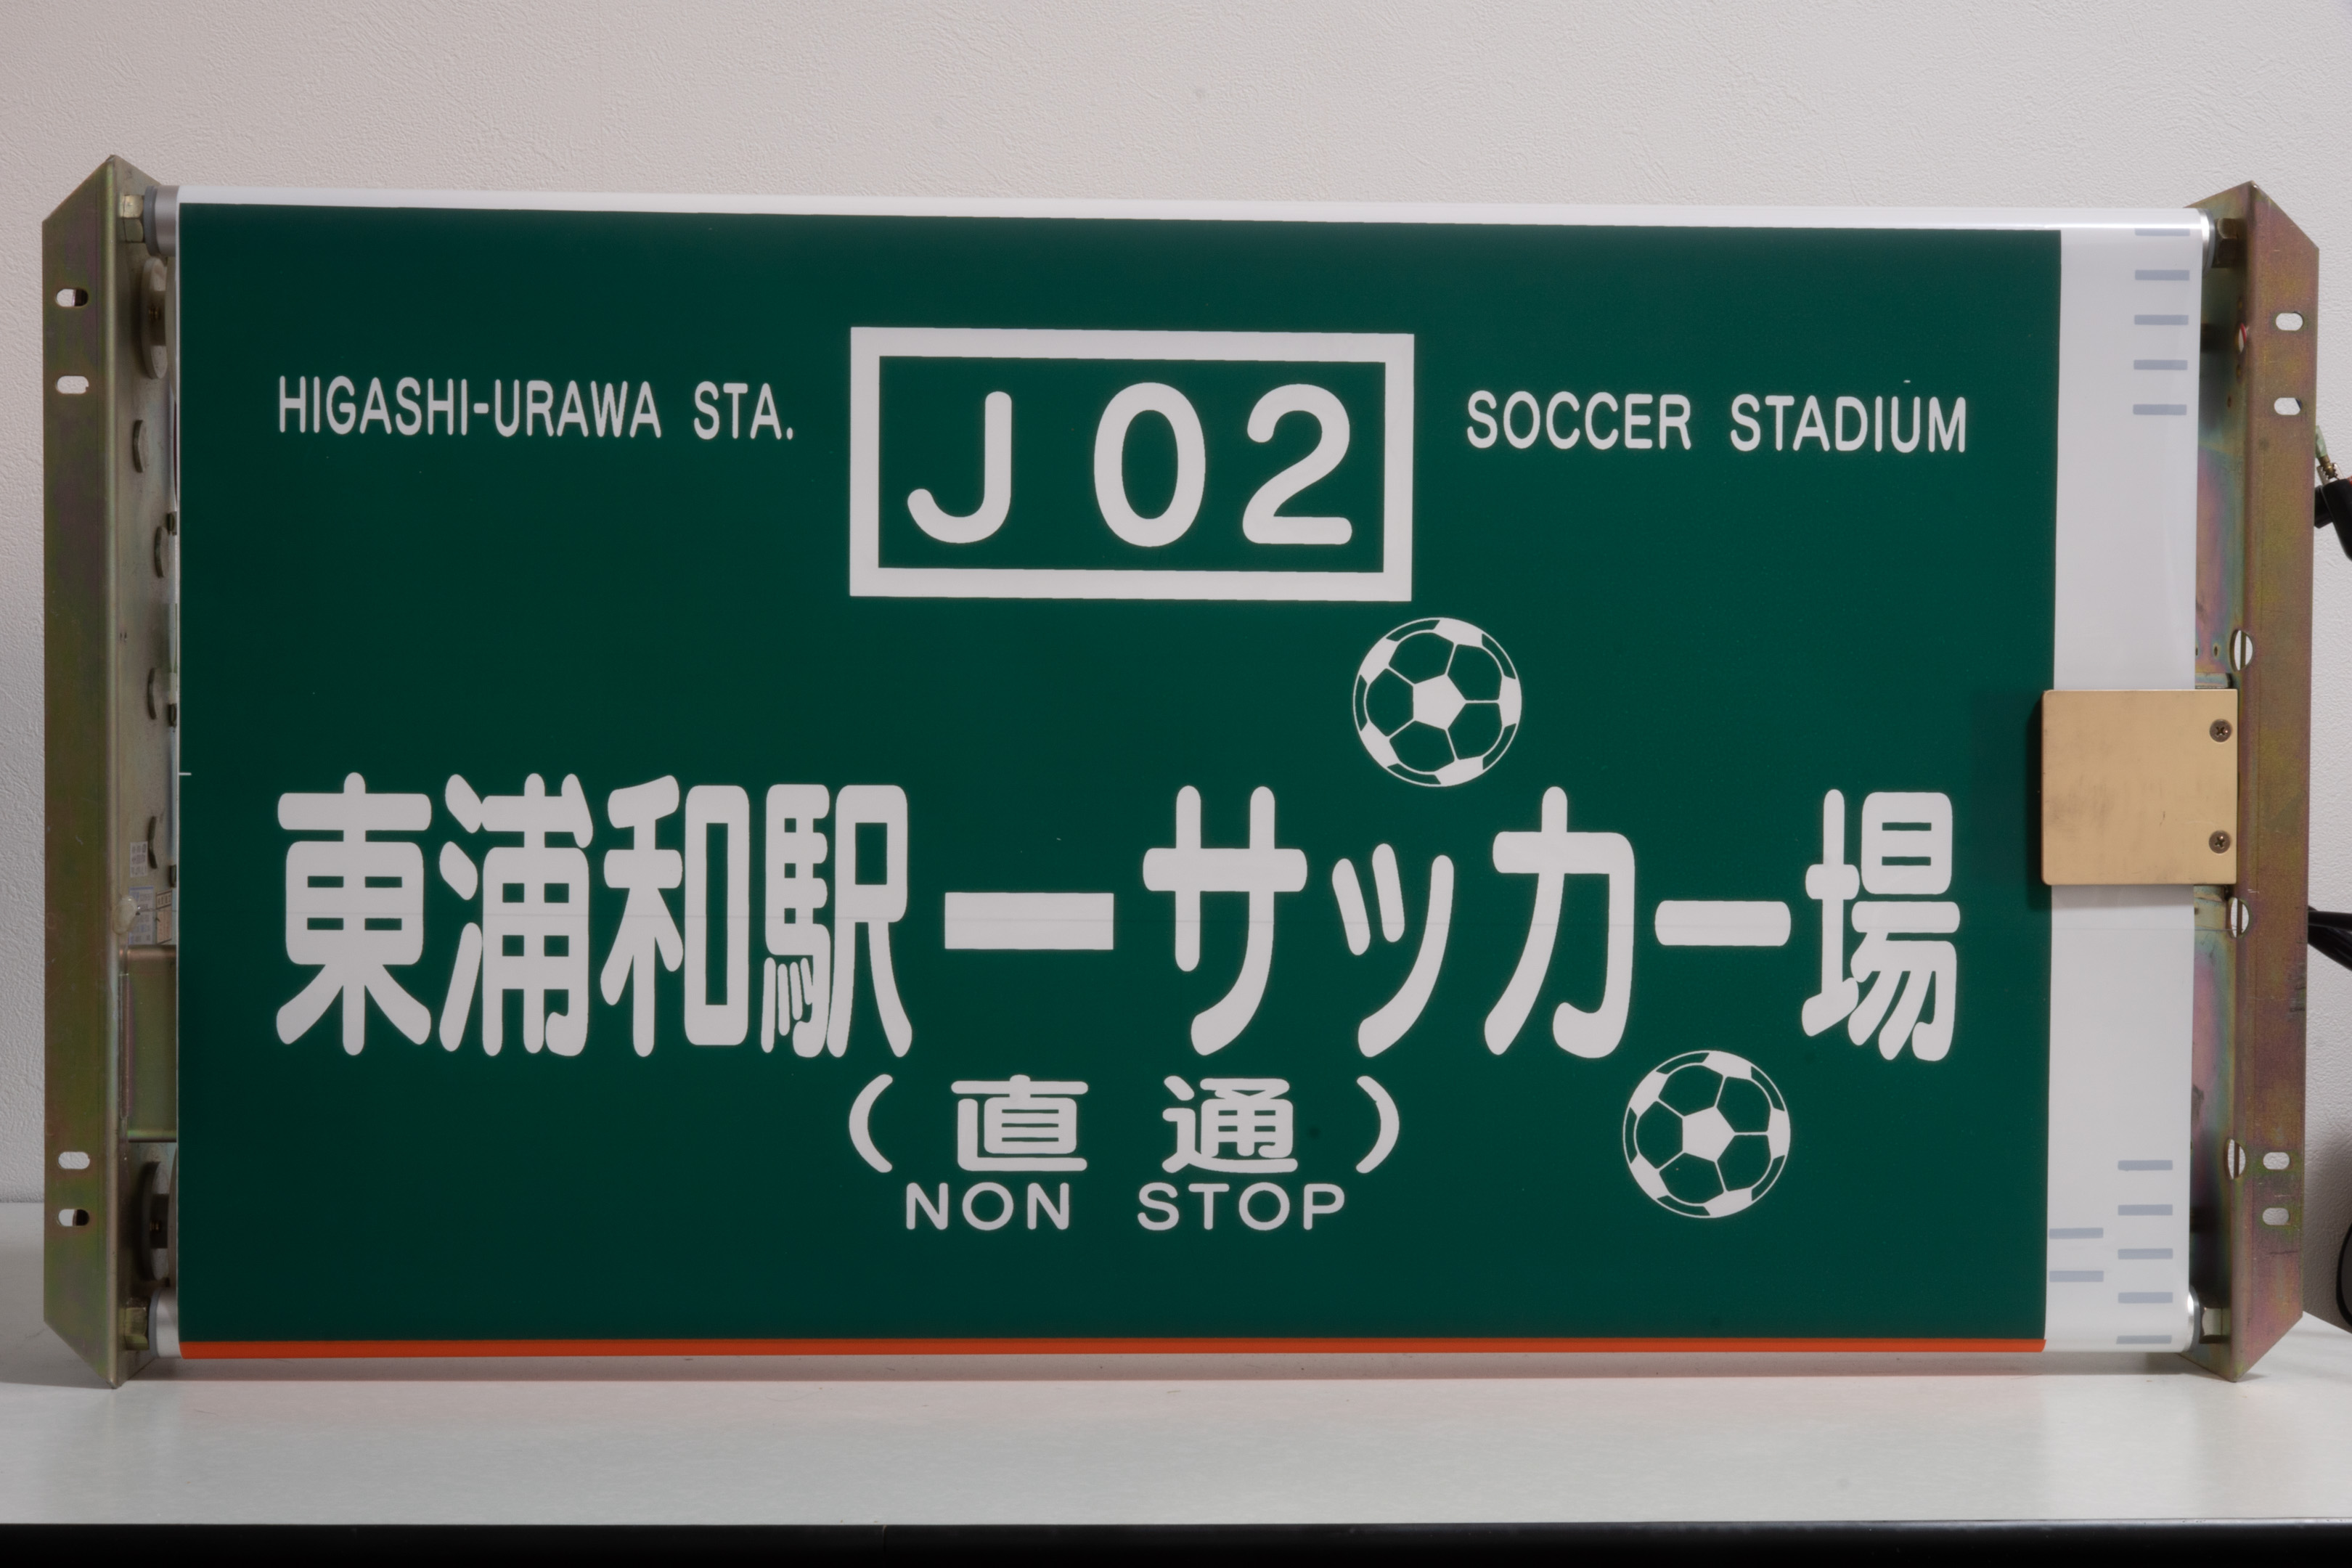 HIGASHI-URAWA STA.
J02
SOCCER STADIUM
東浦和駅ーサッカー場
（直通）
NON STOP